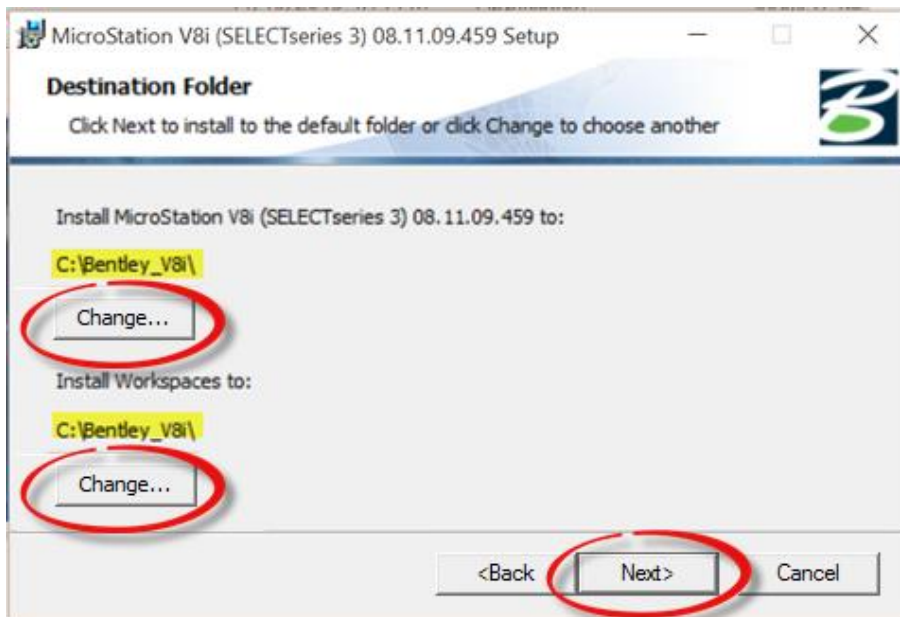 MicroStation V8i (SELECTseries 3) 08.11.09.459 Setup
Destination Folder
Click Next to install to the default folder or click Change to choose another
Install MicroStation V8i (SELECTseries 3) 08.11.09.459 to:
C:\Bentley_V8i\
Change...
Install Workspaces to:
C:\Bentley_V8i\
Change...
<Back Next> Cancel